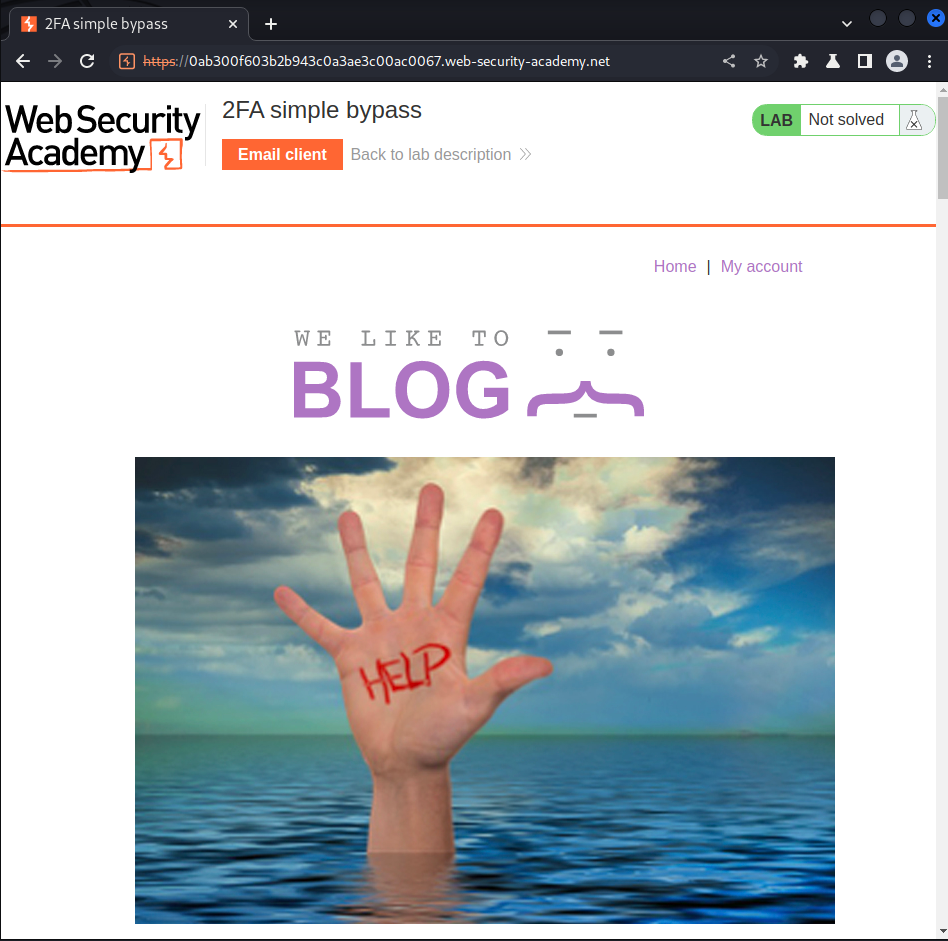 2FA simple bypass
https://0ab300f603b2b943c0a3ae3c00ac0067.web-security-academy.net
Web Security
Academy
2FA simple bypass
LAB Not solved
Email client Back to lab description
Home | My account
WE LIKE TO
BLOG
HELP